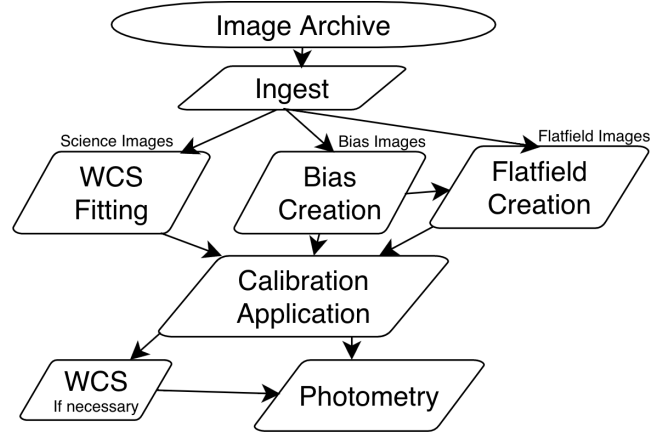 Image Archive
Ingest
Science Images
Bias Images
Flatfield Images
WCS
Fitting
Bias
Creation
Flatfield
Creation
Calibration
Application
WCS
If necessary
Photometry